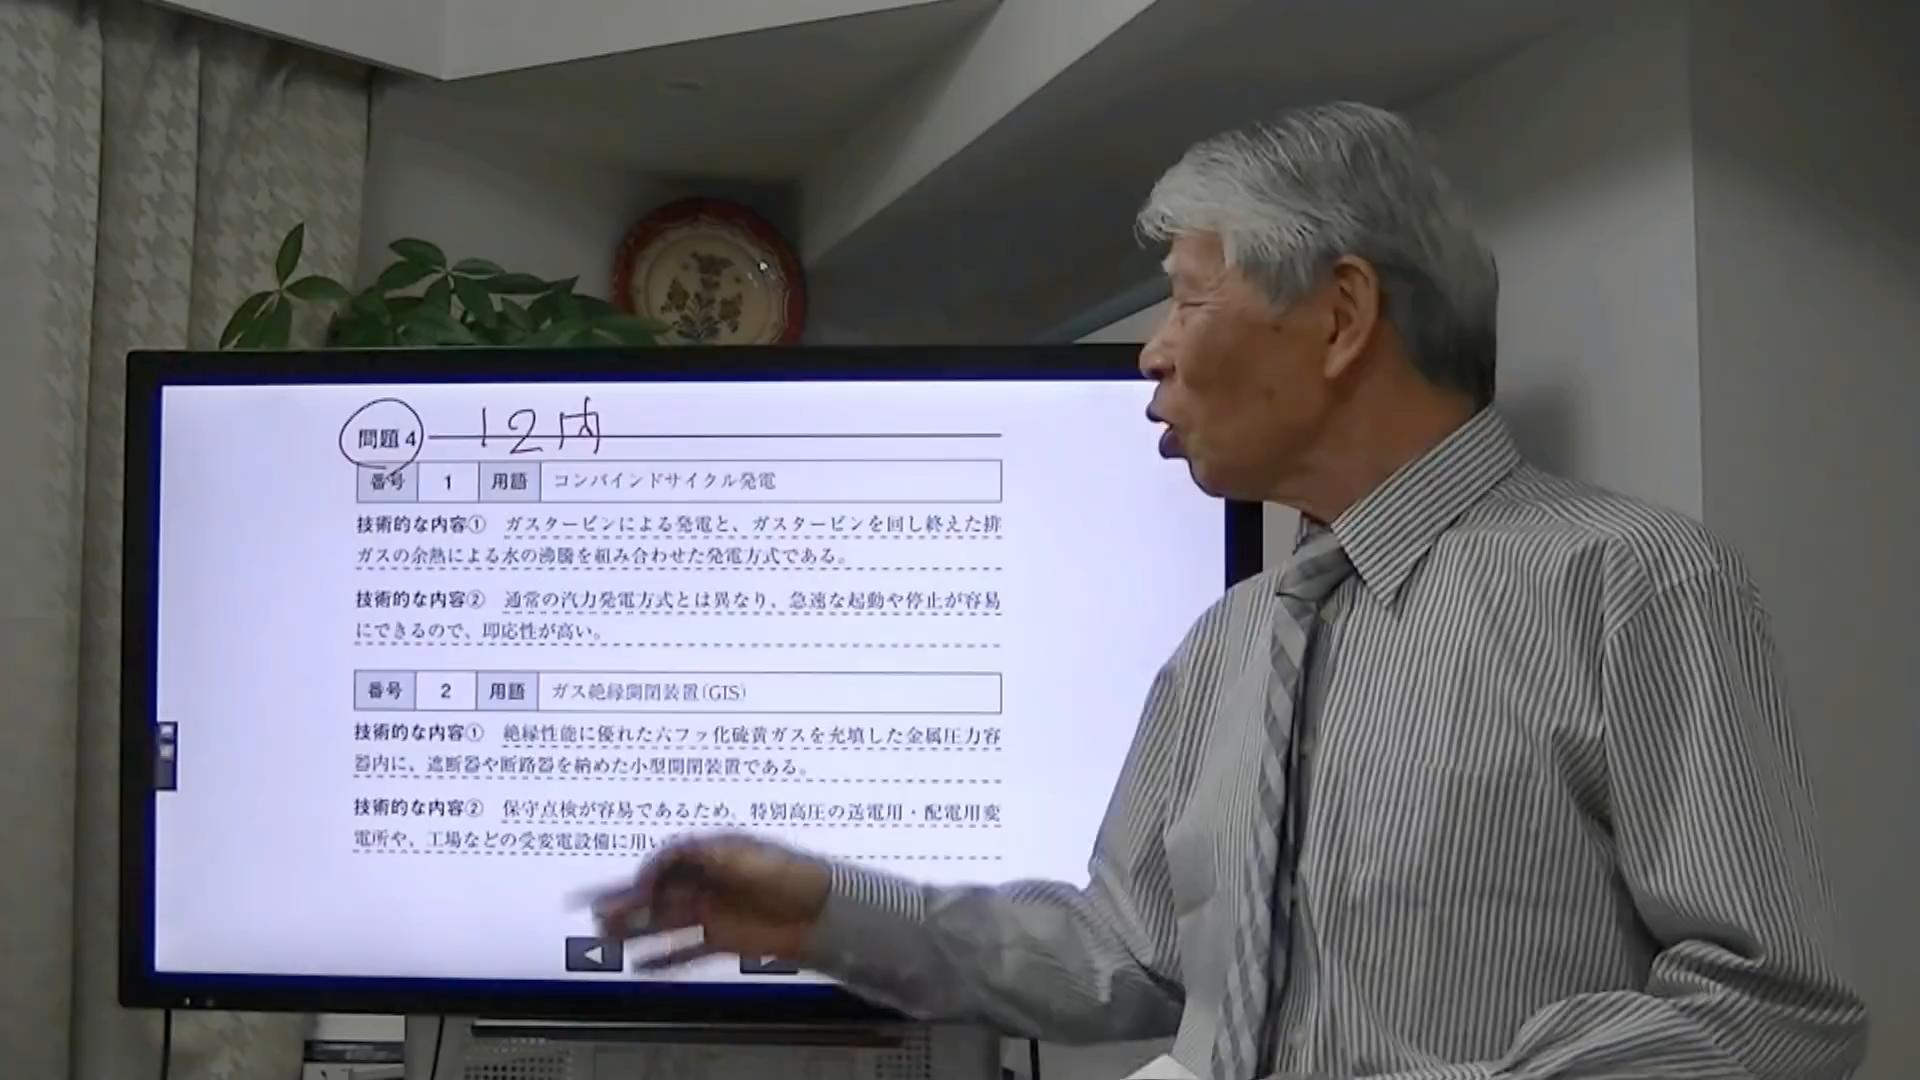 問題4 12内
番号 1 用語 コンバインドサイクル発電
技術的な内容① ガスタービンによる発電と、ガスタービンを回し終えた排
ガスの余熱による水の沸騰を組み合わせた発電方式である。
技術的な内容② 通常の汽力発電方式とは異なり、急速な起動や停止が容易
にできるので、即応性が高い。
番号 2 用語 ガス絶縁開閉装置(GIS)
技術的な内容① 絶縁性能に優れた六フッ化硫黄ガスを充填した金属圧力容
器内に、遮断器や断路器を納めた小型開閉装置である。
技術的な内容② 保守点検が容易であるため、特別高圧の送電用・配電用変
電所や、工場などの受変電設備に用い